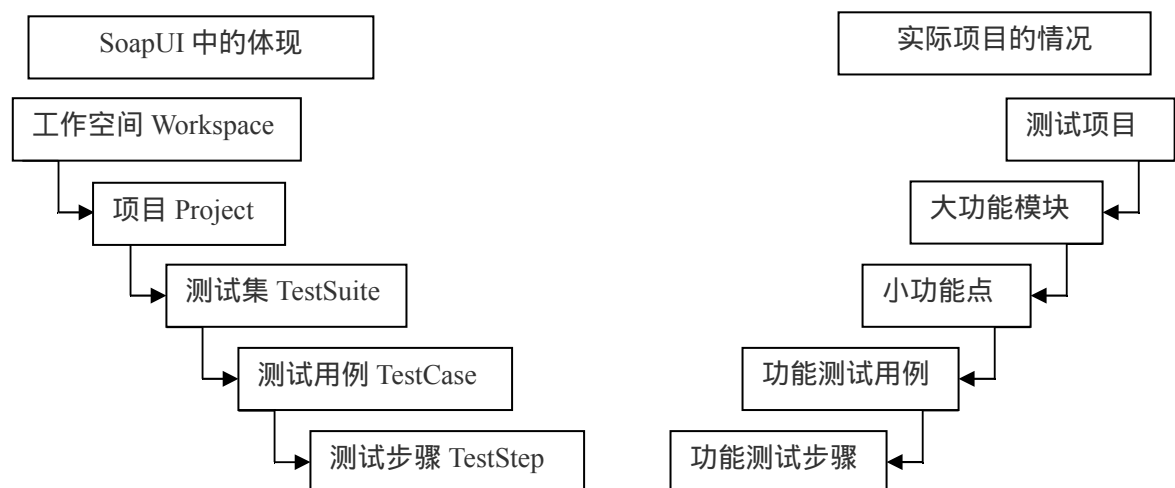 SoapUI 中的体现
实际项目的情况
工作空间 Workspace
测试项目
项目 Project
大功能模块
测试集 TestSuite
小功能点
测试用例 TestCase
功能测试用例
测试步骤 TestStep
功能测试步骤